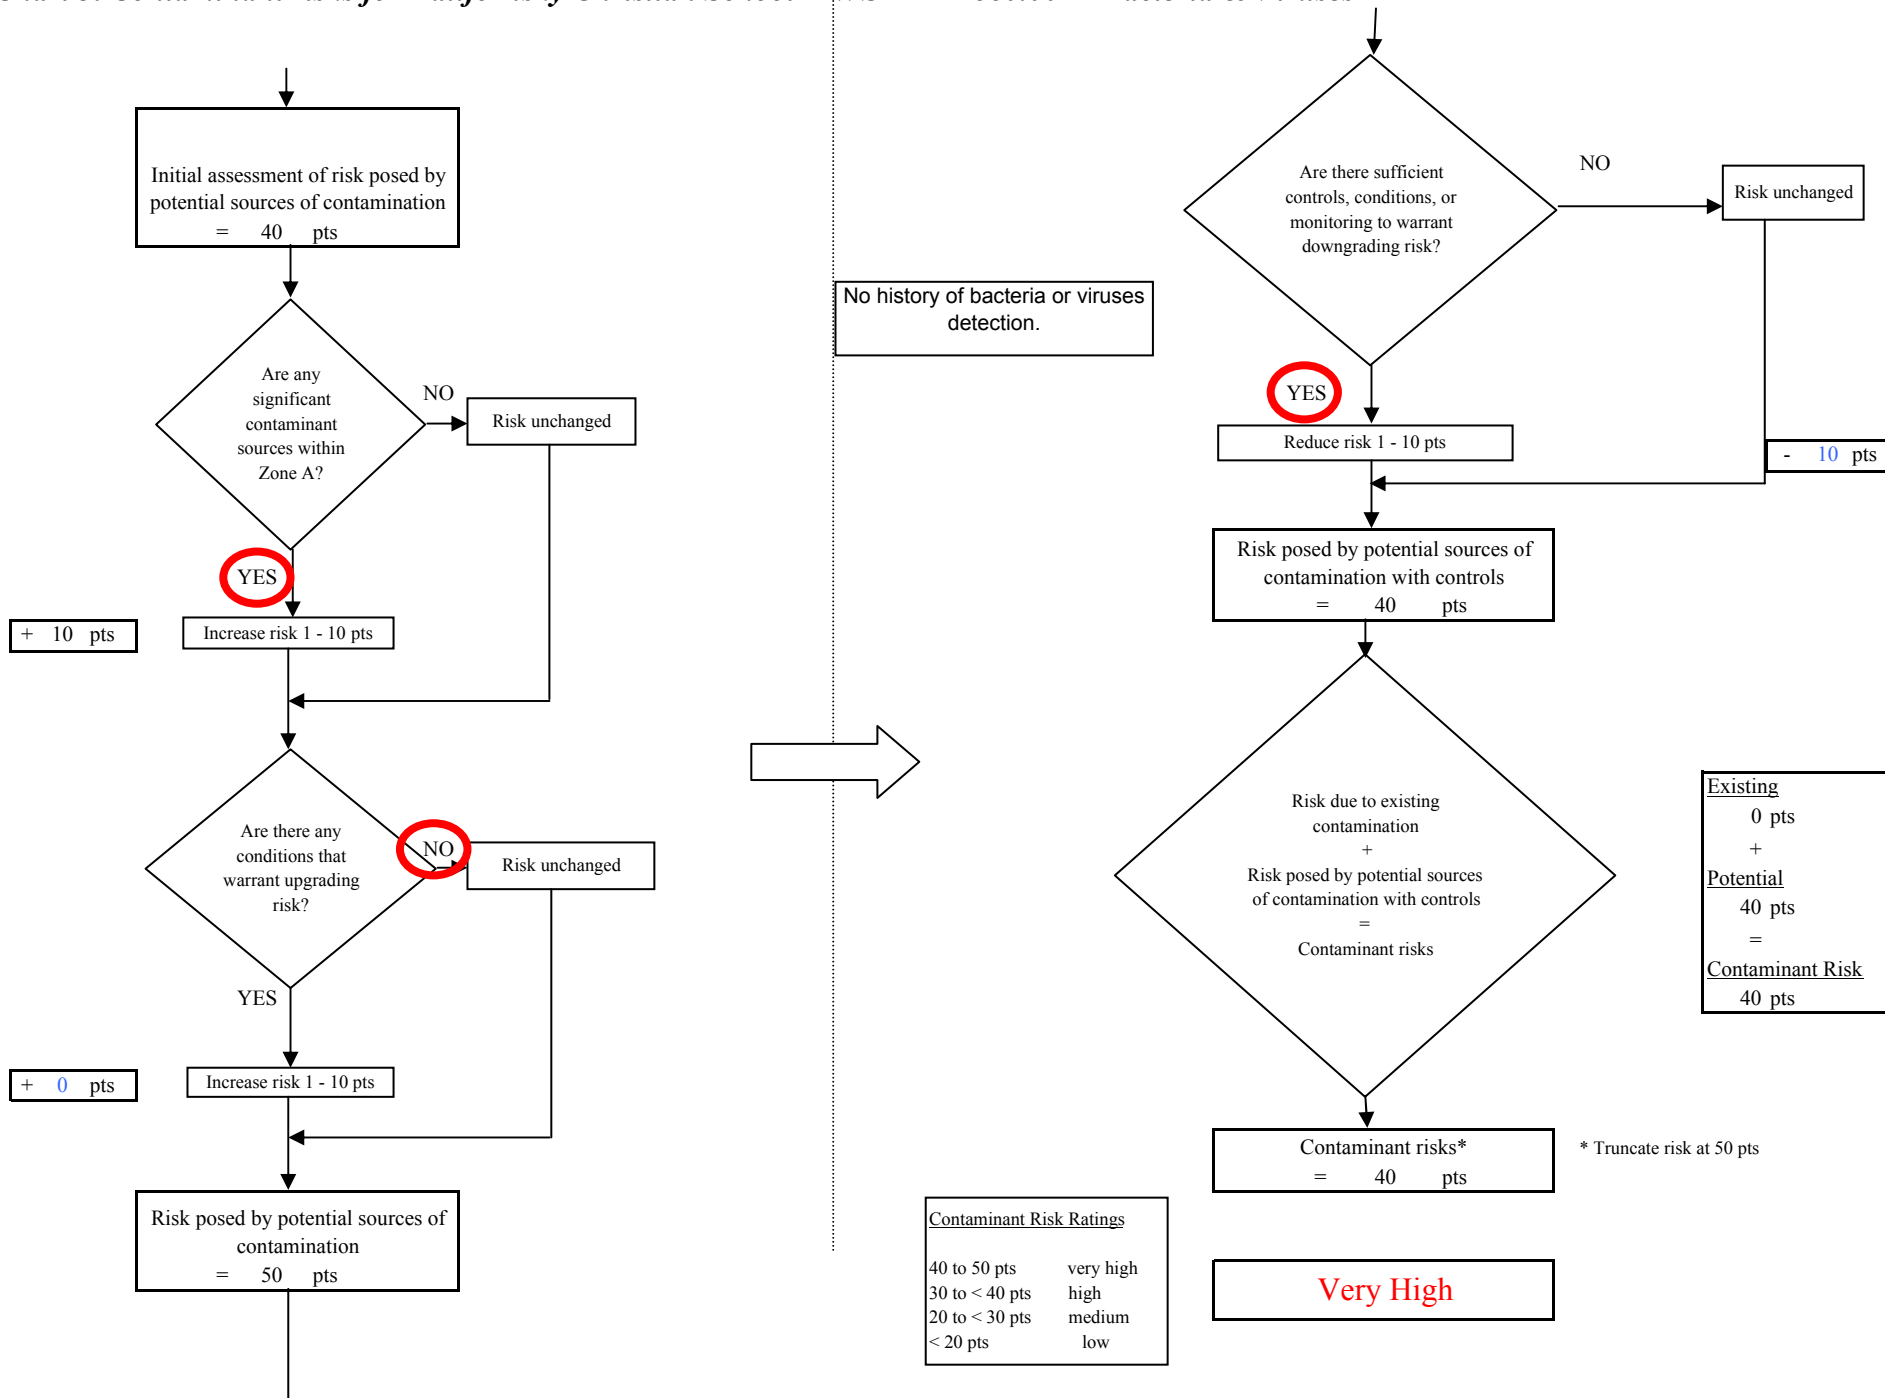 Initial assessment of risk posed by
potential sources of contamination
= 40 pts
Are any
significant
contaminant
sources within
Zone A?
NO
Risk unchanged
YES
+ 10 pts
Increase risk 1 - 10 pts
Are there any
conditions that
warrant upgrading
risk?
NO
Risk unchanged
YES
+ 0 pts
Increase risk 1 - 10 pts
Risk posed by potential sources of
contamination
= 50 pts
Are there sufficient
controls, conditions, or
monitoring to warrant
downgrading risk?
NO
Risk unchanged
No history of bacteria or viruses
detection.
YES
Reduce risk 1 - 10 pts
- 10 pts
Risk posed by potential sources of
contamination with controls
= 40 pts
Risk due to existing
contamination
+
Risk posed by potential sources
of contamination with controls
=
Contaminant risks
Existing
0 pts
+
Potential
40 pts
=
Contaminant Risk
40 pts
Contaminant risks*
= 40 pts
* Truncate risk at 50 pts
Contaminant Risk Ratings
40 to 50 pts very high
30 to < 40 pts high
20 to < 30 pts medium
< 20 pts low
Very High